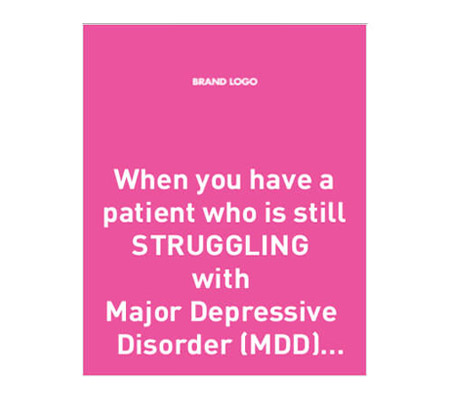 BRAND LOGO
When you have a
patient who is still
STRUGGLING
with
Major Depressive
Disorder (MDD)...